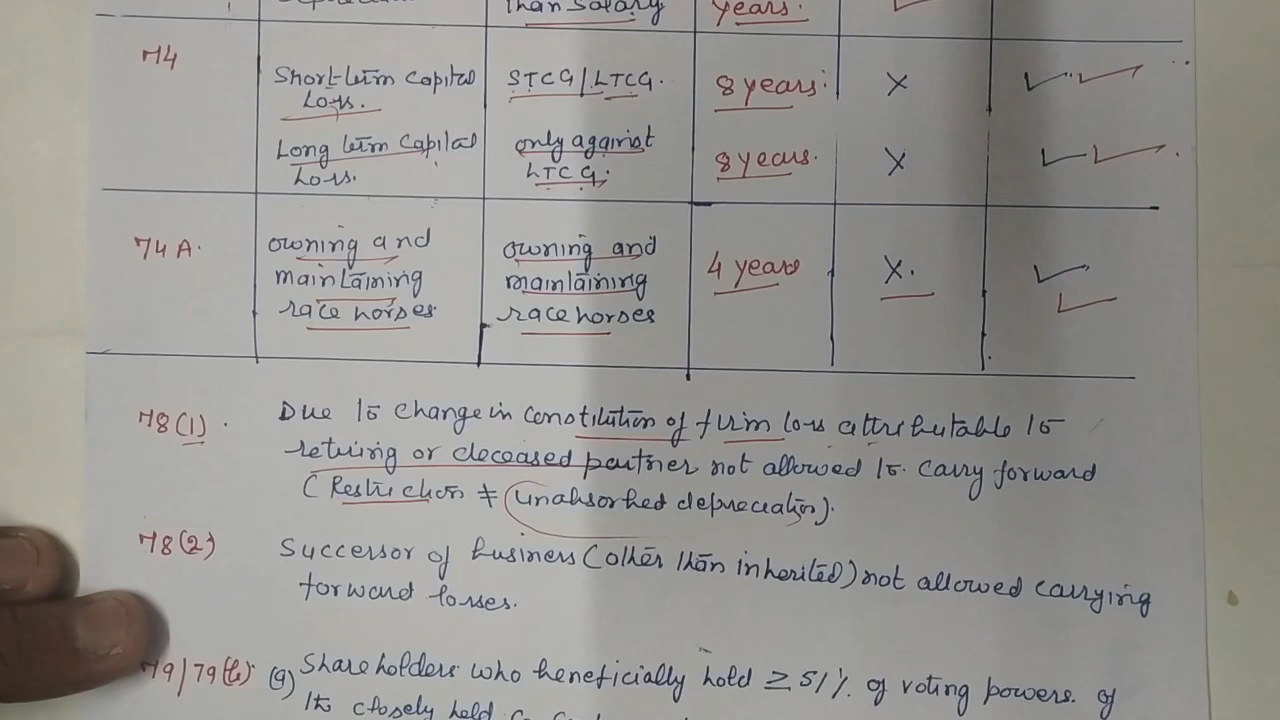 than salary years.
74
Short term capital STCG/LTCG. 8 years. X ✓
Loss.
Long term capital only against 8 years. X ✓
Loss. LTCG.
74A. owning and owning and 4 years X. ✓
maintaining maintaining
race horses race horses
78(1). Due to change in constitution of firm loss attributable to
retiring or deceased partner not allowed to carry forward
(Restriction ≠ unabsorbed depreciation).
78(2) Successor of business (other than inherited) not allowed carrying
forward losses.
79/79(b) (a) Shareholders who beneficially hold ≥ 51% of voting powers of
closely held